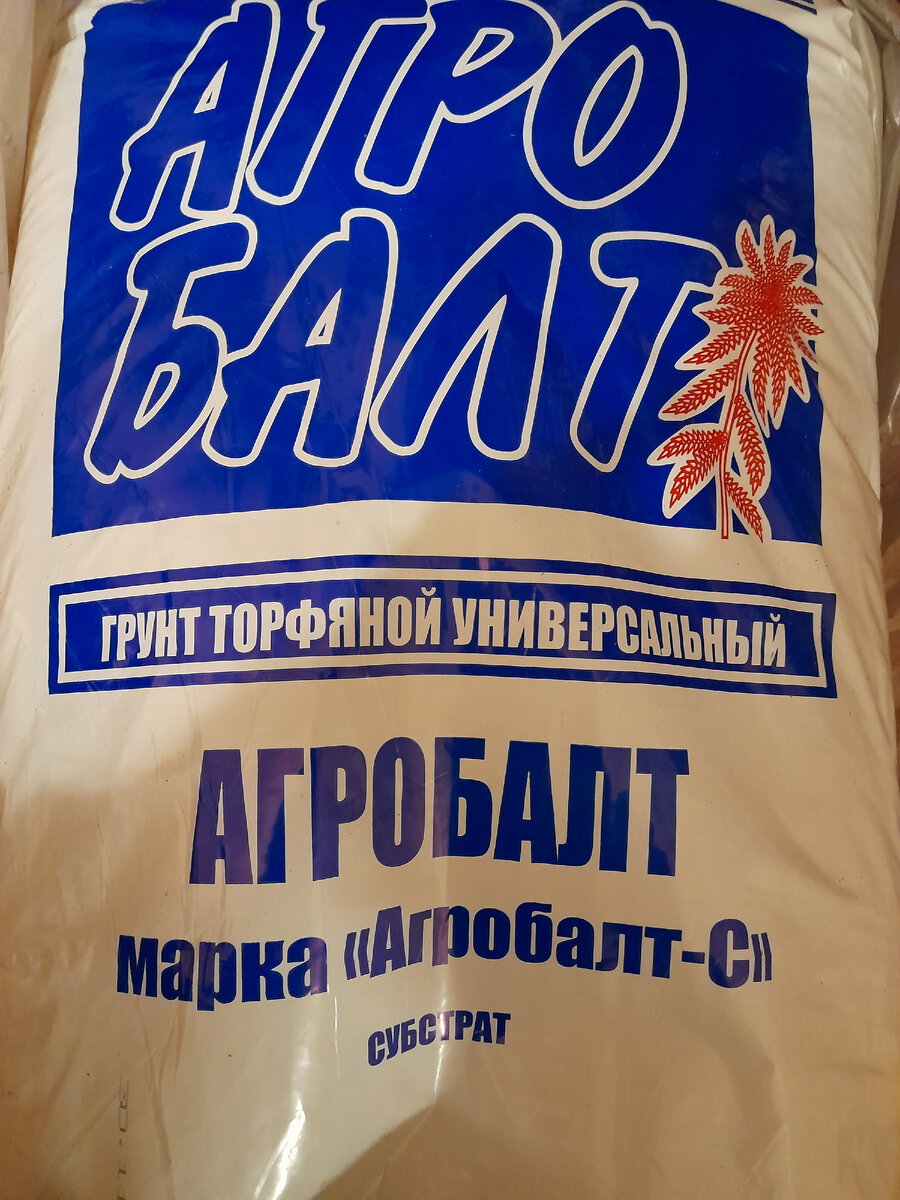 АГРО
БАЛТ
ГРУНТ ТОРФЯНОЙ УНИВЕРСАЛЬНЫЙ
АГРОБАЛТ
марка «Агробалт-С»
СУБСТРАТ